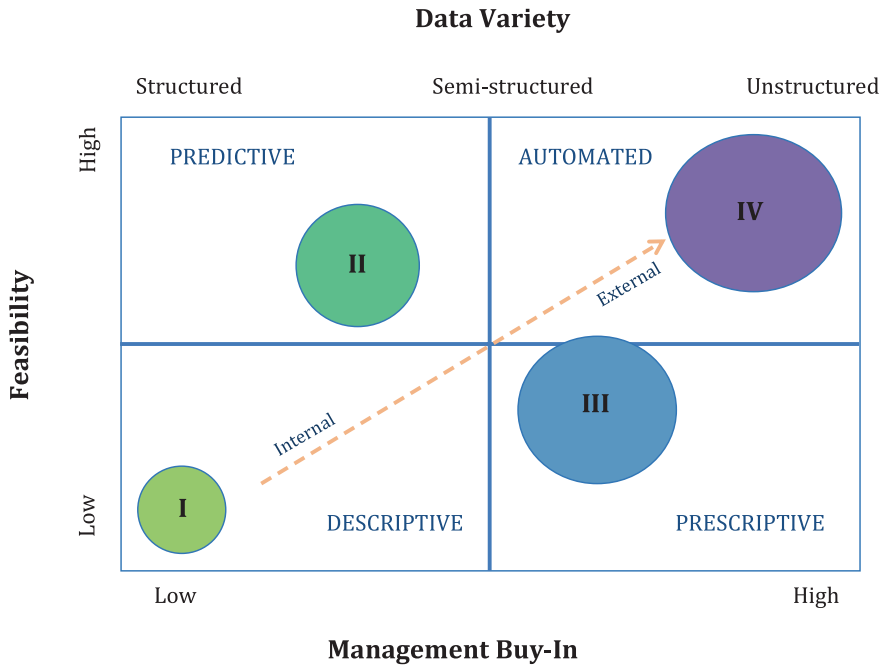 Data Variety
Structured Semi-structured Unstructured
High
PREDICTIVE AUTOMATED
IV
II
External
Feasibility
III
Internal
I
Low
DESCRIPTIVE PRESCRIPTIVE
Low High
Management Buy-In